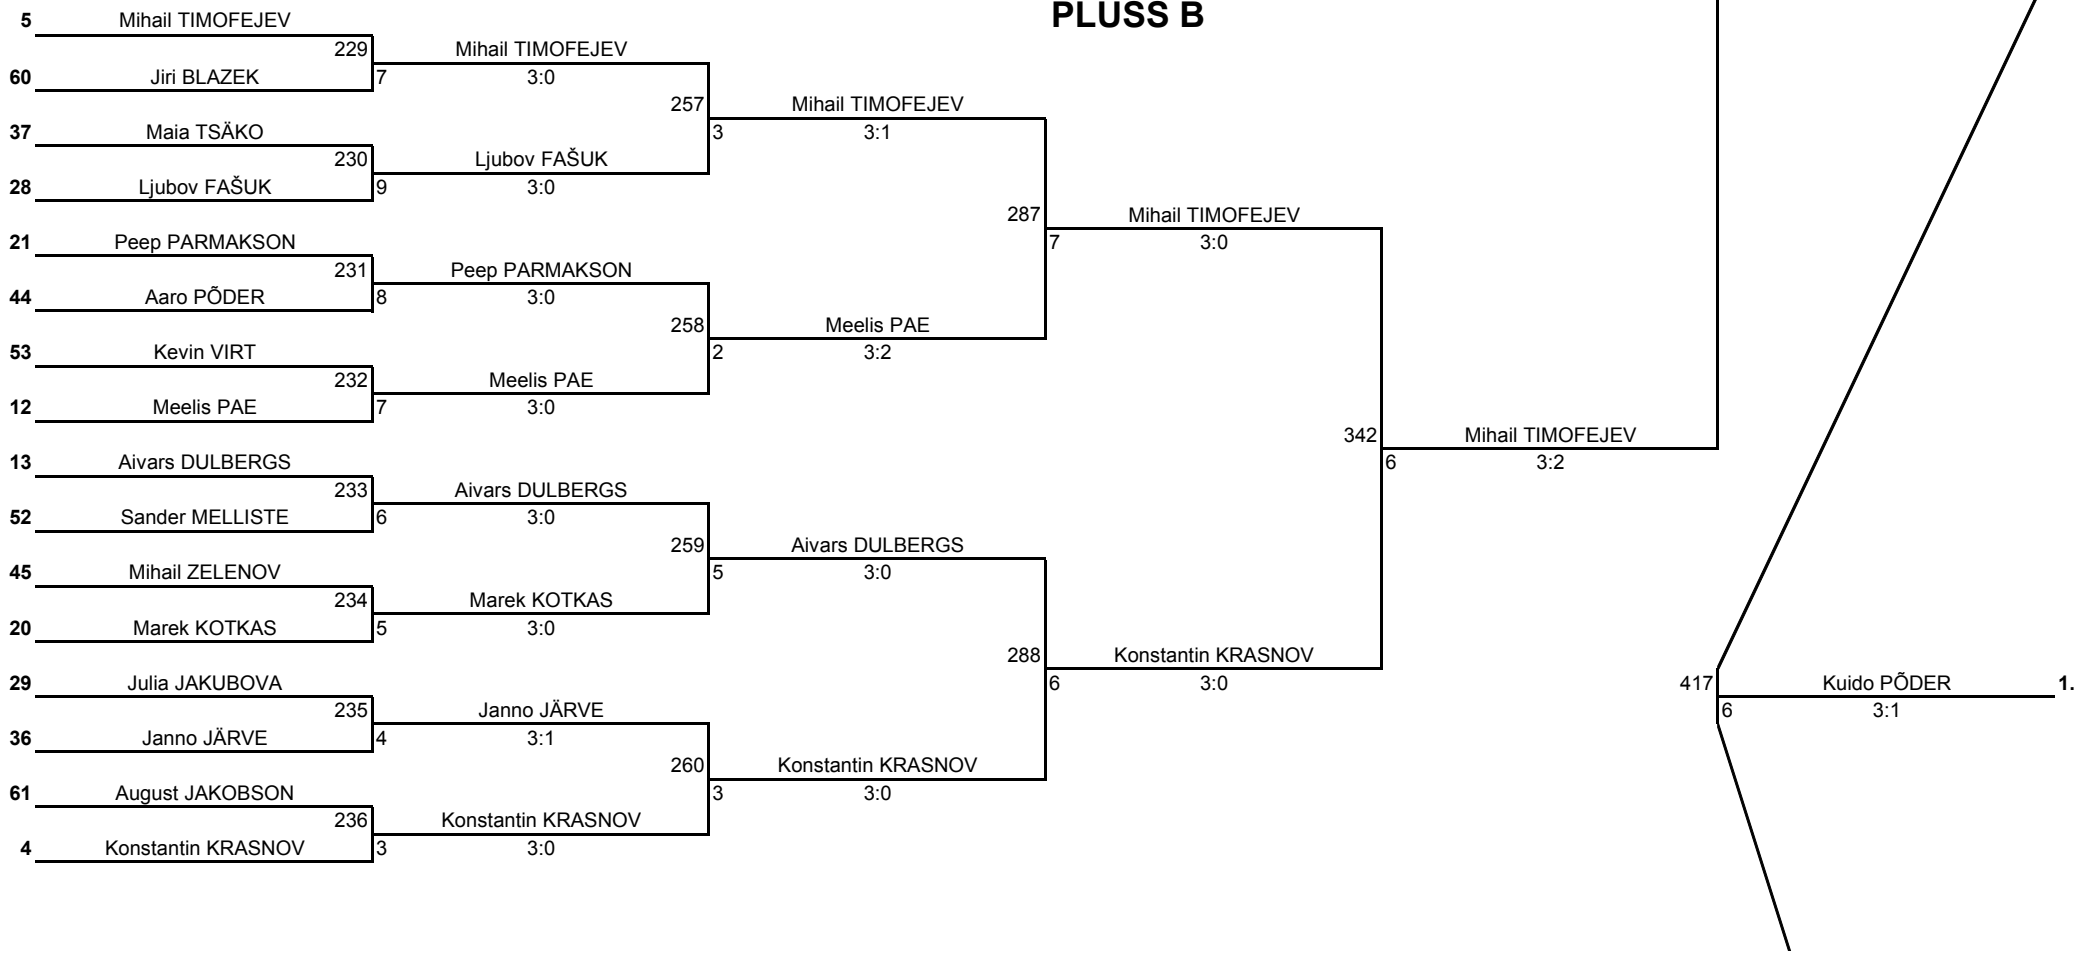 PLUSS B
5 Mihail TIMOFEJEV
229 Mihail TIMOFEJEV
60 Jiri BLAZEK 7 3:0
257 Mihail TIMOFEJEV
37 Maia TSÄKO 3 3:1
230 Ljubov FAŠUK
28 Ljubov FAŠUK 9 3:0
287 Mihail TIMOFEJEV
21 Peep PARMAKSON 7 3:0
231 Peep PARMAKSON
44 Aaro PÕDER 8 3:0
258 Meelis PAE
53 Kevin VIRT 2 3:2
232 Meelis PAE
12 Meelis PAE 7 3:0
342 Mihail TIMOFEJEV
13 Aivars DULBERGS 6 3:2
233 Aivars DULBERGS
52 Sander MELLISTE 6 3:0
259 Aivars DULBERGS
45 Mihail ZELENOV 5 3:0
234 Marek KOTKAS
20 Marek KOTKAS 5 3:0
288 Konstantin KRASNOV
29 Julia JAKUBOVA 6 3:0 417 Kuido PÕDER 1.
235 Janno JÄRVE 6 3:1
36 Janno JÄRVE 4 3:1
260 Konstantin KRASNOV
61 August JAKOBSON 3 3:0
236 Konstantin KRASNOV
4 Konstantin KRASNOV 3 3:0